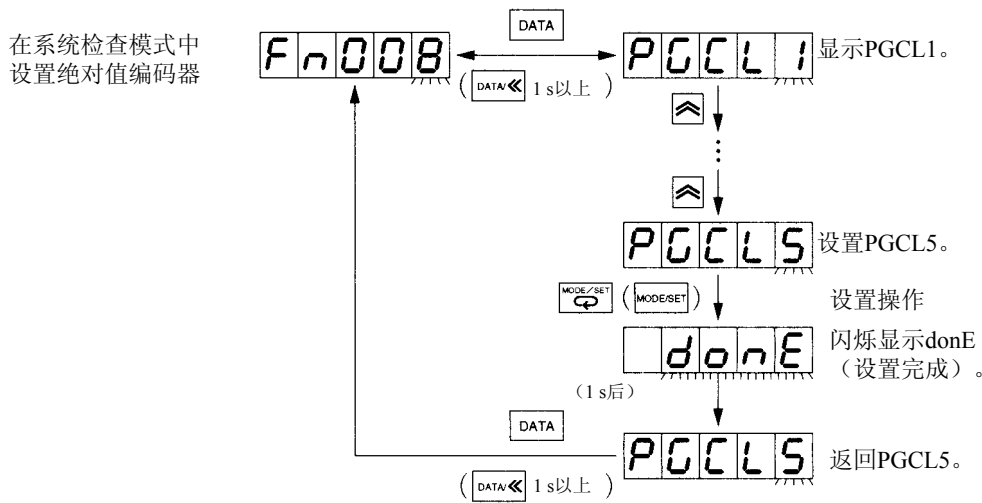 在系统检查模式中
设置绝对值编码器
Fn008
DATA
(DATA/≪ 1 s以上 )
PGCL1
显示PGCL1。
PGCL5
设置PGCL5。
MODE/SET (MODE/SET)
设置操作
donE
闪烁显示donE
（设置完成）。
（1 s后）
DATA
(DATA/≪ 1 s以上 )
PGCL5
返回PGCL5。